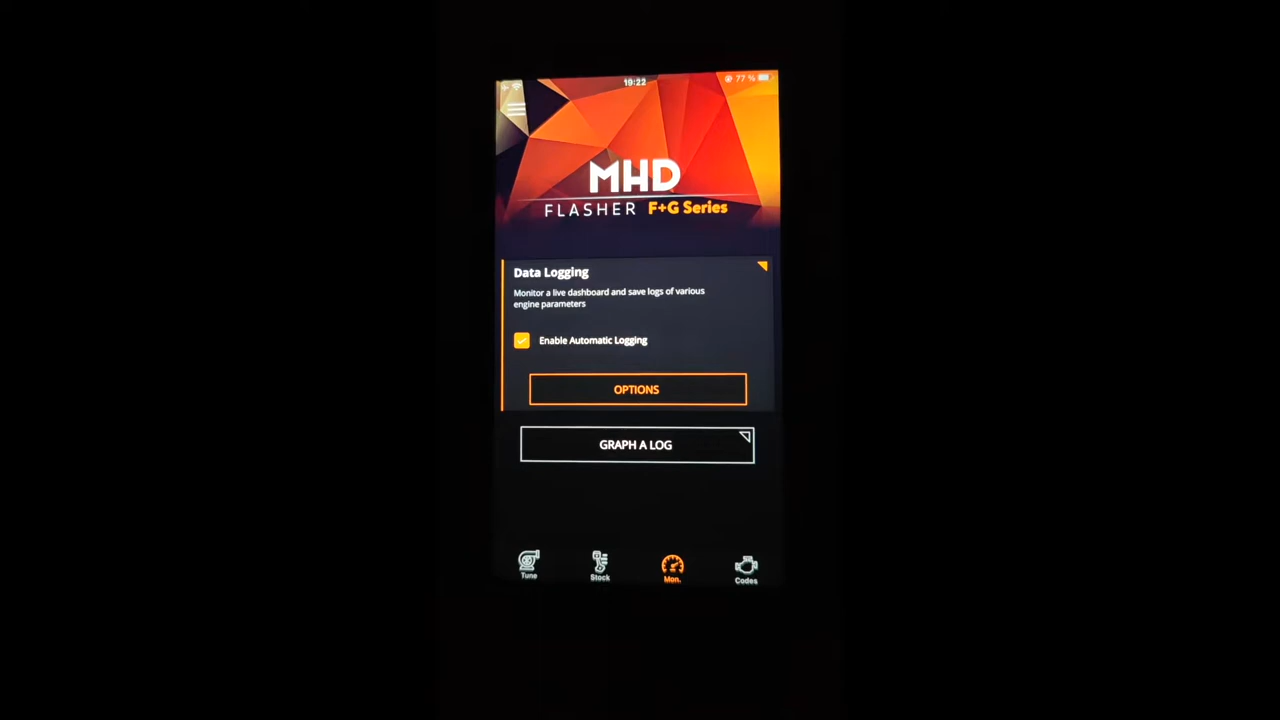 19:22
77 %
MHD
FLASHER F+G Series
Data Logging
Monitor a live dashboard and save logs of various
engine parameters
Enable Automatic Logging
OPTIONS
GRAPH A LOG
Tune
Stock
Mon.
Codes